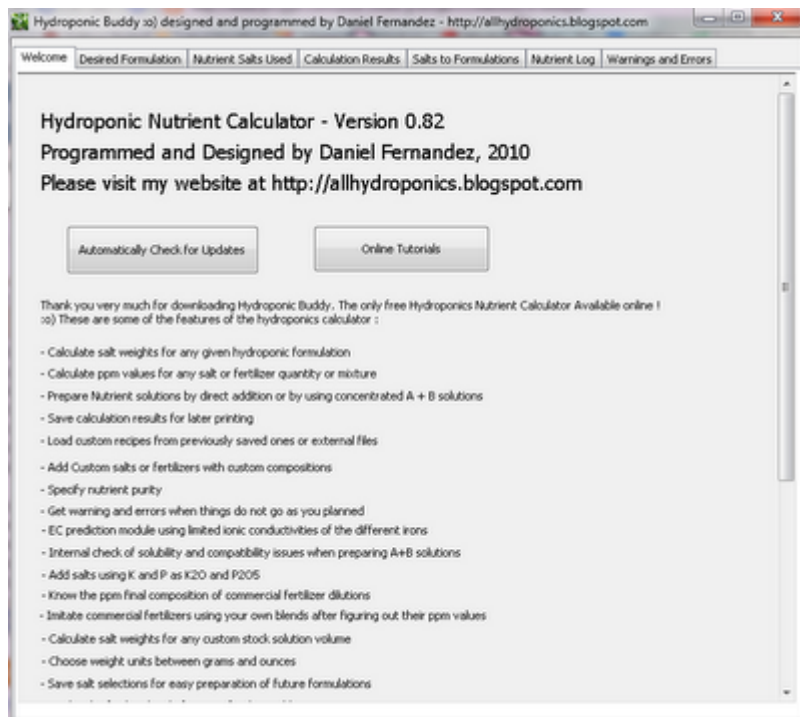 Hydroponic Buddy :o) designed and programmed by Daniel Fernandez - http://allhydroponics.blogspot.com
Welcome Desired Formulation Nutrient Salts Used Calculation Results Salts to Formulations Nutrient Log Warnings and Errors
Hydroponic Nutrient Calculator - Version 0.82
Programmed and Designed by Daniel Fernandez, 2010
Please visit my website at http://allhydroponics.blogspot.com
Automatically Check for Updates Online Tutorials
Thank you very much for downloading Hydroponic Buddy. The only free Hydroponics Nutrient Calculator Available online !
:o) These are some of the features of the hydroponics calculator :
- Calculate salt weights for any given hydroponic formulation
- Calculate ppm values for any salt or fertilizer quantity or mixture
- Prepare Nutrient solutions by direct addition or by using concentrated A + B solutions
- Save calculation results for later printing
- Load custom recipes from previously saved ones or external files
- Add Custom salts or fertilizers with custom compositions
- Specify nutrient purity
- Get warning and errors when things do not go as you planned
- EC prediction module using limited ionic conductivities of the different irons
- Internal check of solubility and compatibility issues when preparing A+B solutions
- Add salts using K and P as K2O and P2O5
- Know the ppm final composition of commercial fertilizer dilutions
- Imitate commercial fertilizers using your own blends after figuring out their ppm values
- Calculate salt weights for any custom stock solution volume
- Choose weight units between grams and ounces
- Save salt selections for easy preparation of future formulations